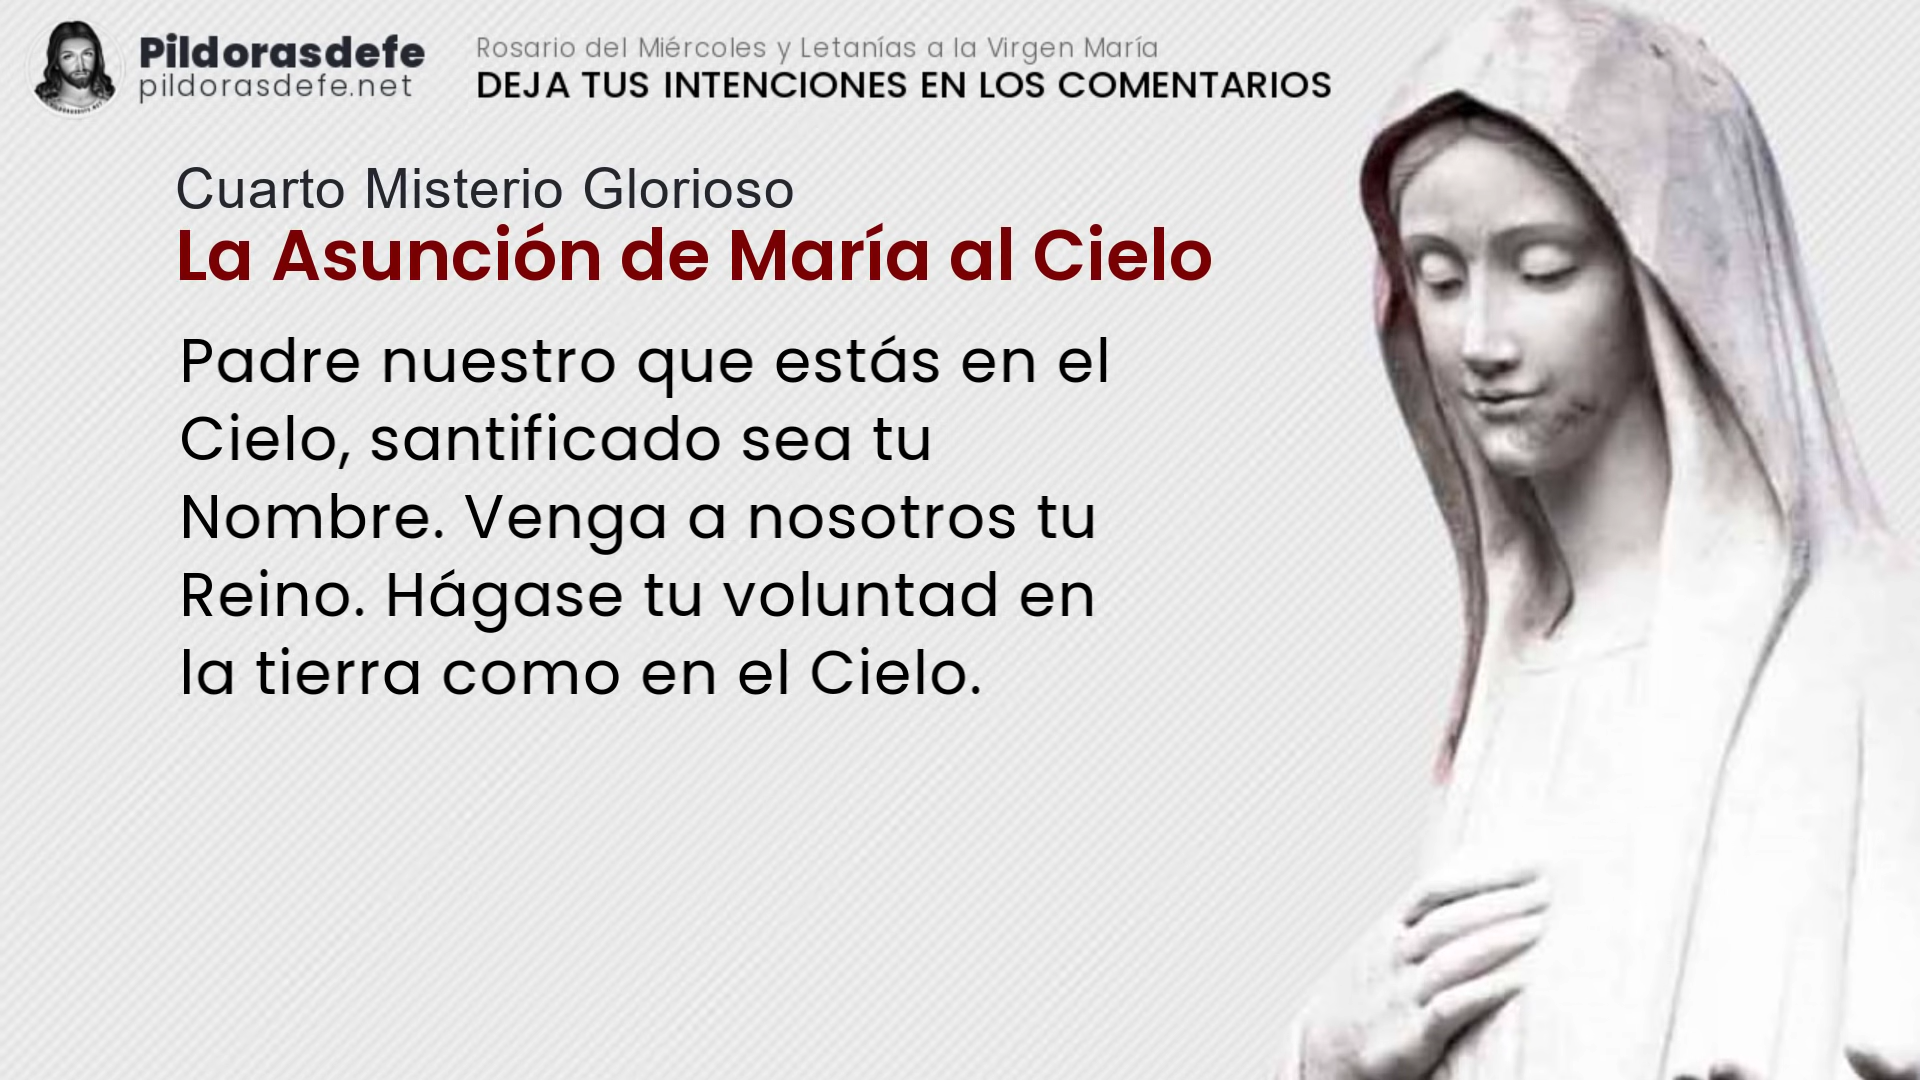 Pildorasdefe
pildorasdefe.net
Rosario del Miércoles y Letanías a la Virgen María
DEJA TUS INTENCIONES EN LOS COMENTARIOS
Cuarto Misterio Glorioso
La Asunción de María al Cielo
Padre nuestro que estás en el
Cielo, santificado sea tu
Nombre. Venga a nosotros tu
Reino. Hágase tu voluntad en
la tierra como en el Cielo.